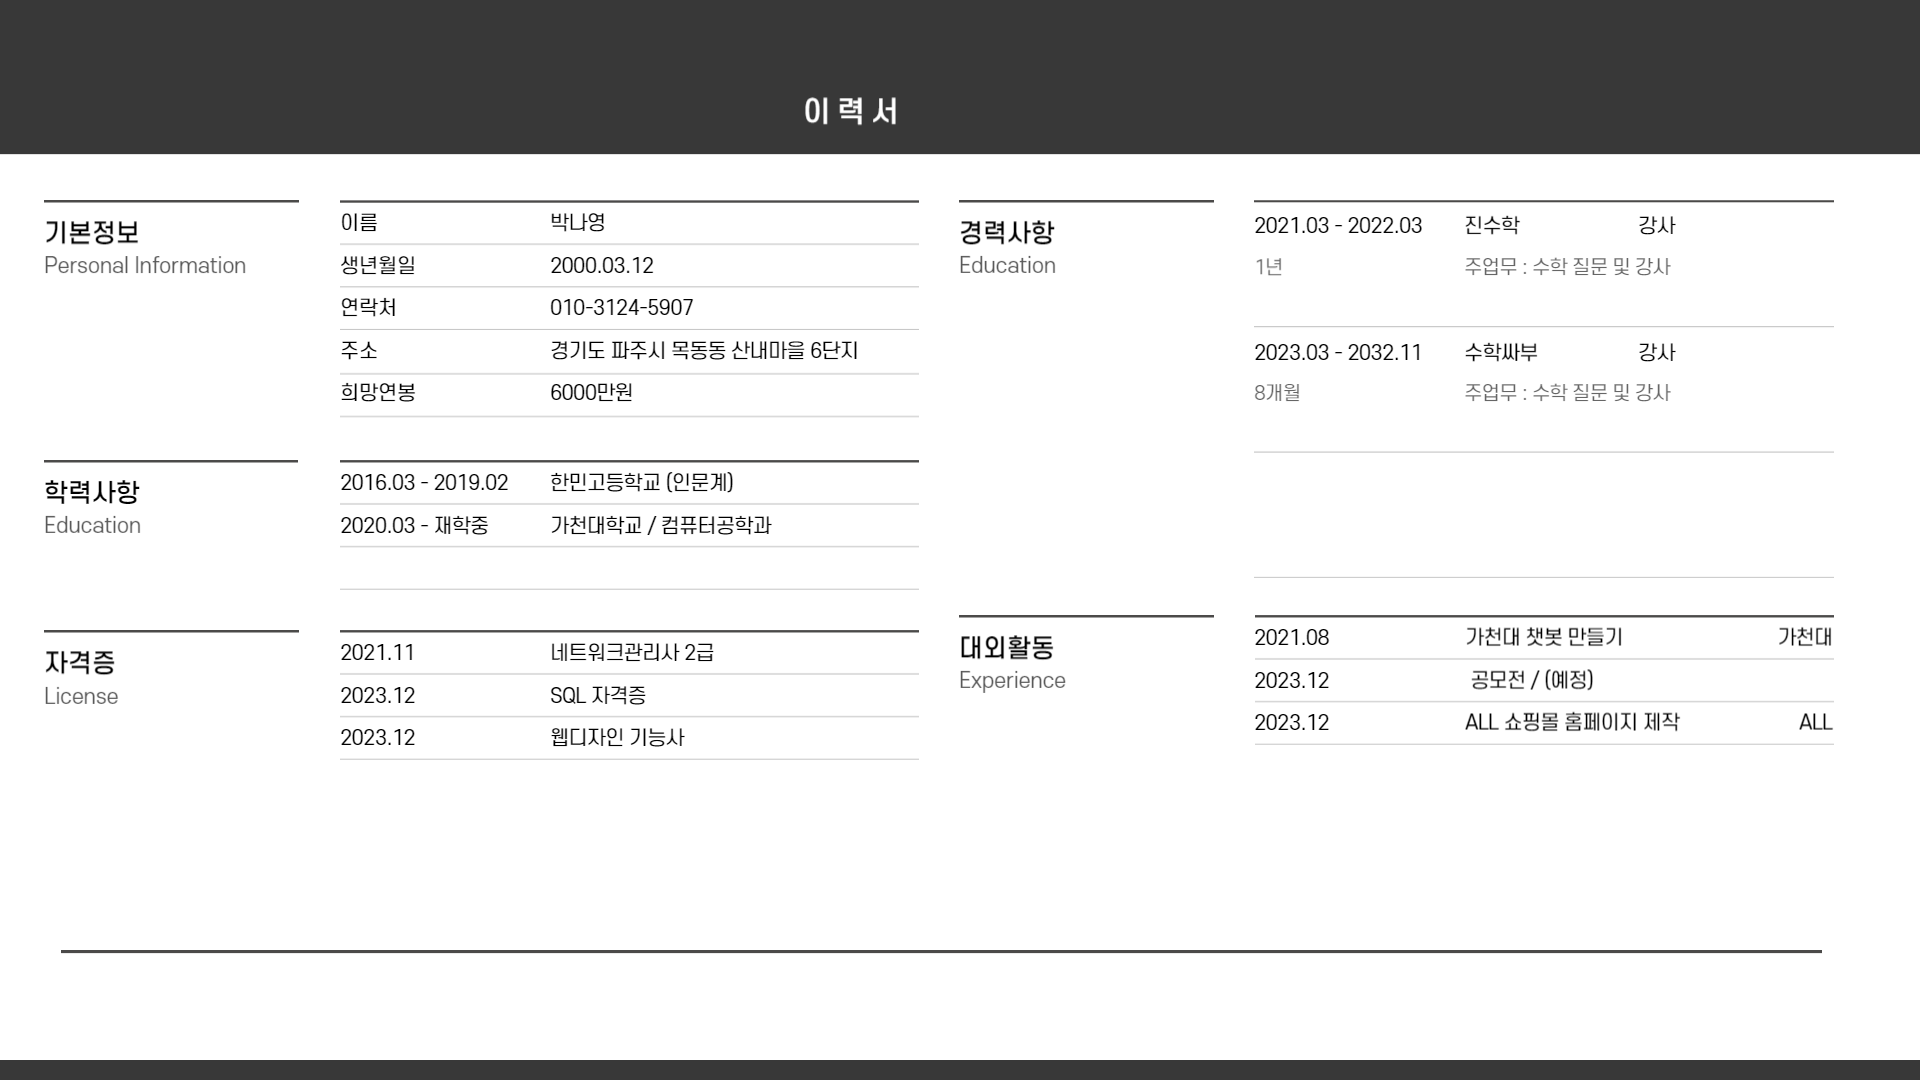 이 력 서
기본정보
Personal Information
이름 박나영
생년월일 2000.03.12
연락처 010-3124-5907
주소 경기도 파주시 목동동 산내마을 6단지
희망연봉 6000만원
학력사항
Education
2016.03 - 2019.02 한민고등학교 (인문계)
2020.03 - 재학중 가천대학교 / 컴퓨터공학과
자격증
License
2021.11 네트워크관리사 2급
2023.12 SQL 자격증
2023.12 웹디자인 기능사
경력사항
Education
2021.03 - 2022.03 진수학 강사
1년 주업무 : 수학 질문 및 강사
2023.03 - 2032.11 수학싸부 강사
8개월 주업무 : 수학 질문 및 강사
대외활동
Experience
2021.08 가천대 챗봇 만들기 가천대
2023.12 공모전 / (예정)
2023.12 ALL 쇼핑몰 홈페이지 제작 ALL